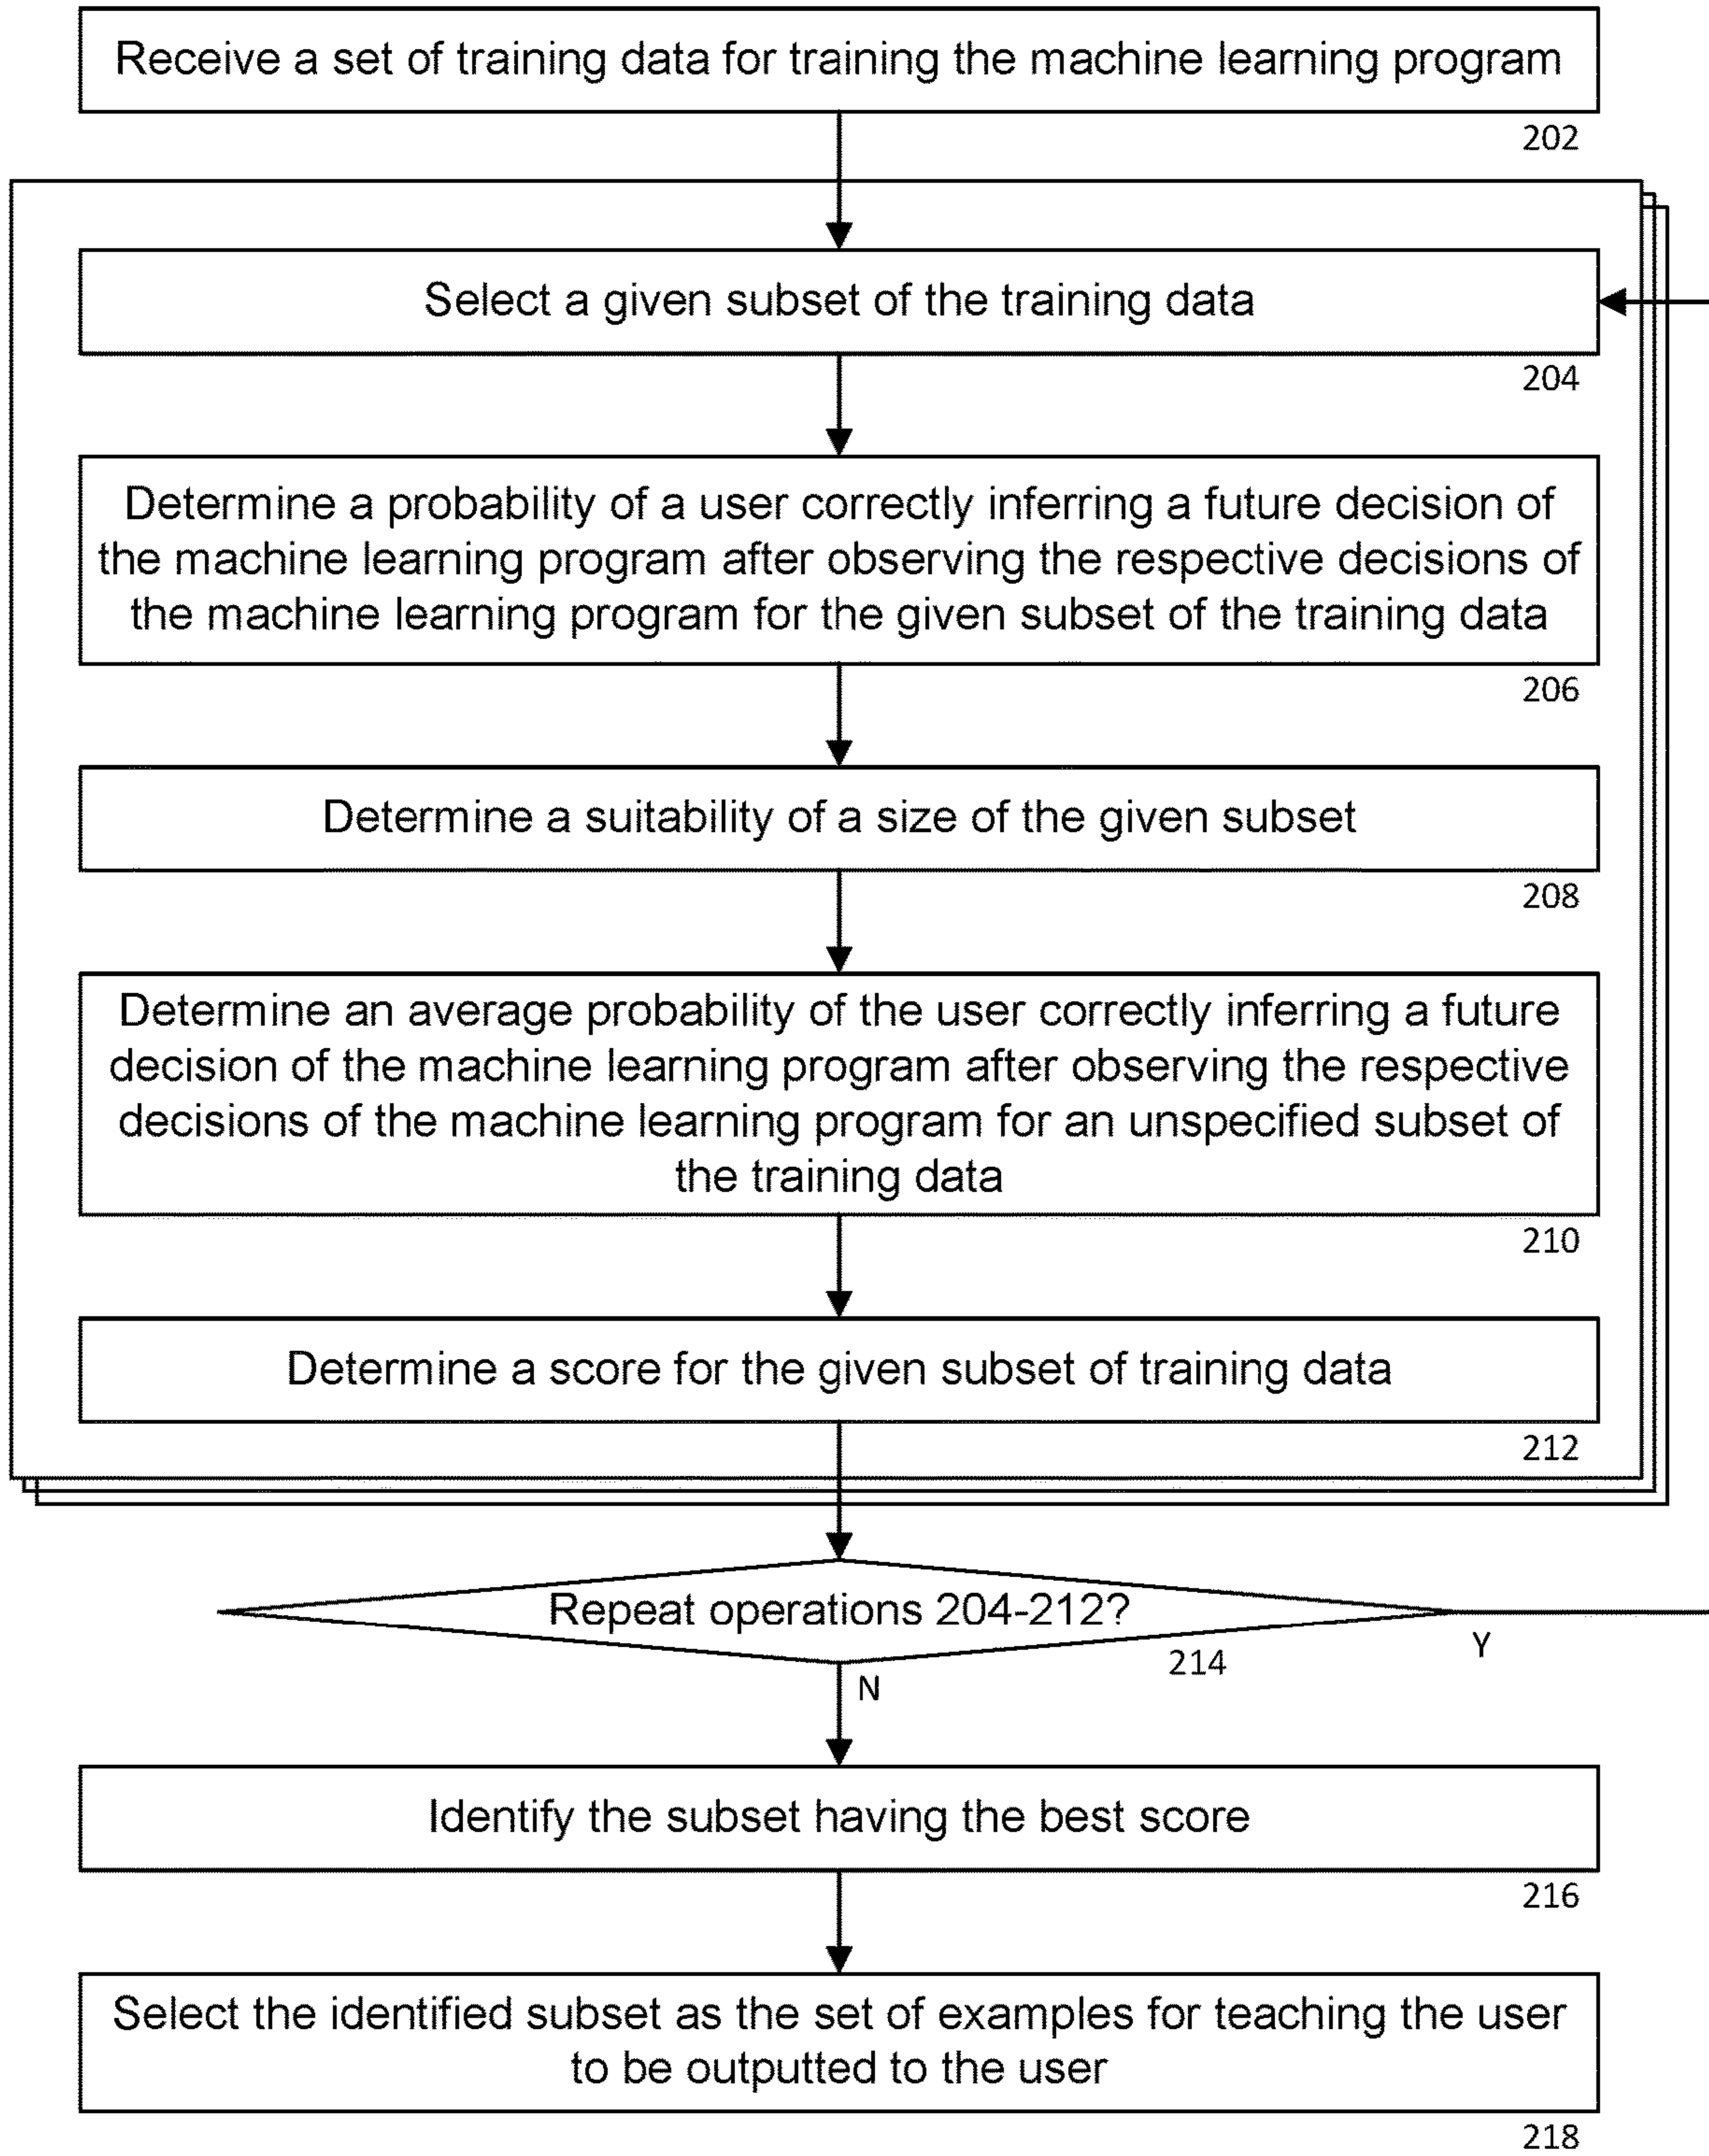 Receive a set of training data for training the machine learning program
202
Select a given subset of the training data
204
Determine a probability of a user correctly inferring a future decision of
the machine learning program after observing the respective decisions of
the machine learning program for the given subset of the training data
206
Determine a suitability of a size of the given subset
208
Determine an average probability of the user correctly inferring a future
decision of the machine learning program after observing the respective
decisions of the machine learning program for an unspecified subset of
the training data
210
Determine a score for the given subset of training data
212
Repeat operations 204-212?
214
Y
N
Identify the subset having the best score
216
Select the identified subset as the set of examples for teaching the user
to be outputted to the user
218